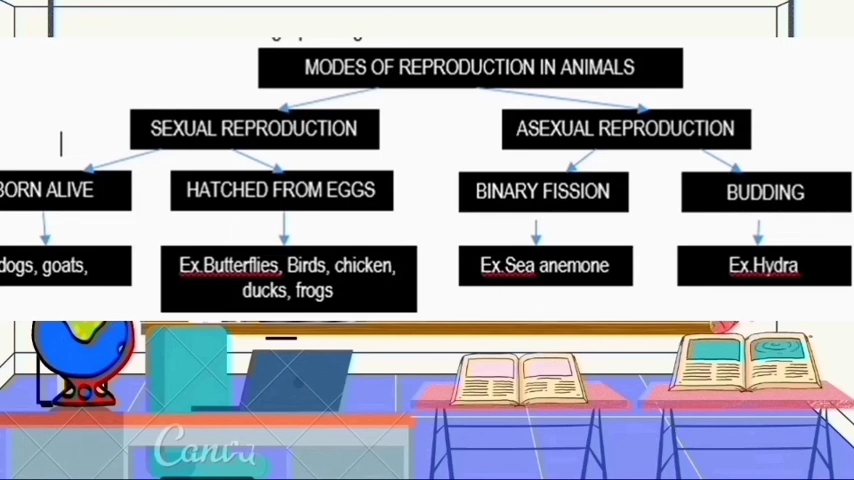 MODES OF REPRODUCTION IN ANIMALS
SEXUAL REPRODUCTION
ASEXUAL REPRODUCTION
BORN ALIVE
HATCHED FROM EGGS
BINARY FISSION
BUDDING
dogs, goats,
Ex.Butterflies, Birds, chicken,
ducks, frogs
Ex.Sea anemone
Ex.Hydra
Canva